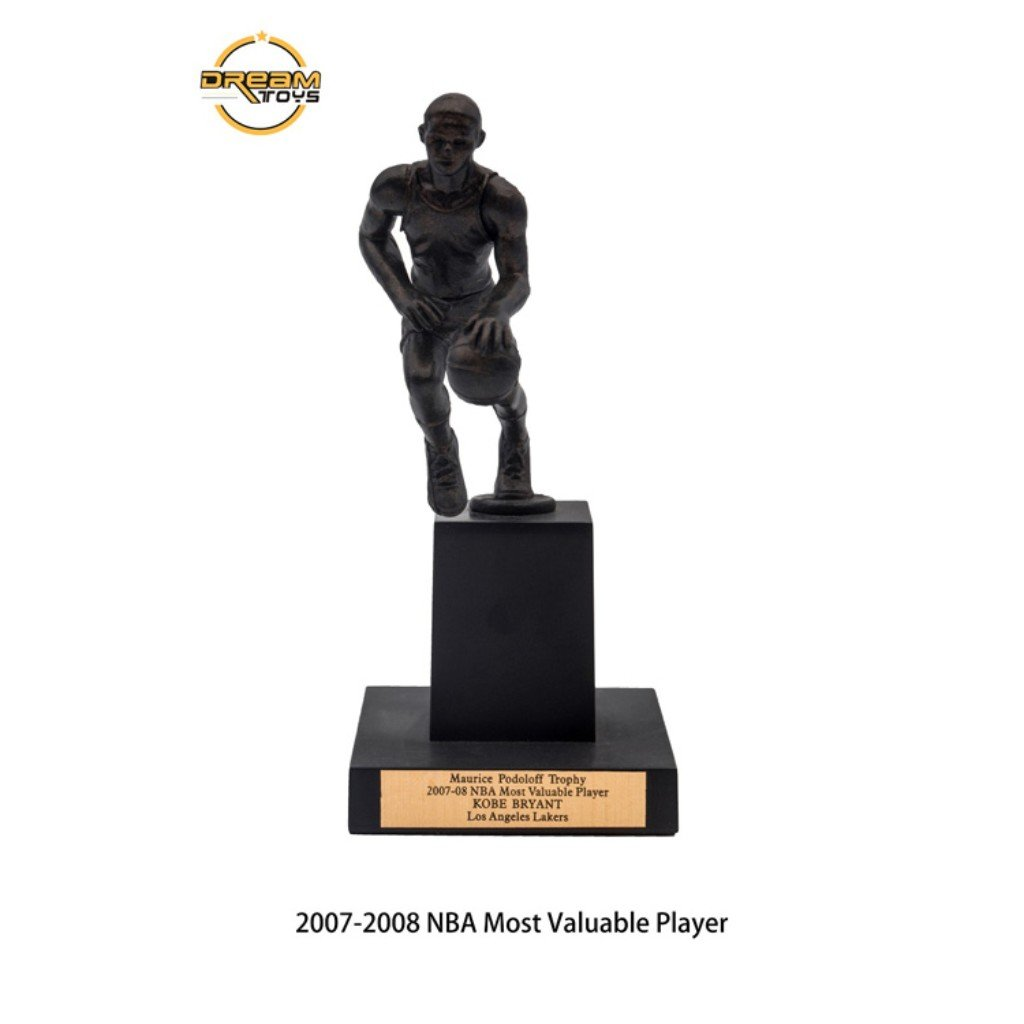 DREAM
TOYS
Maurice Podoloff Trophy
2007-08 NBA Most Valuable Player
KOBE BRYANT
Los Angeles Lakers
2007-2008 NBA Most Valuable Player